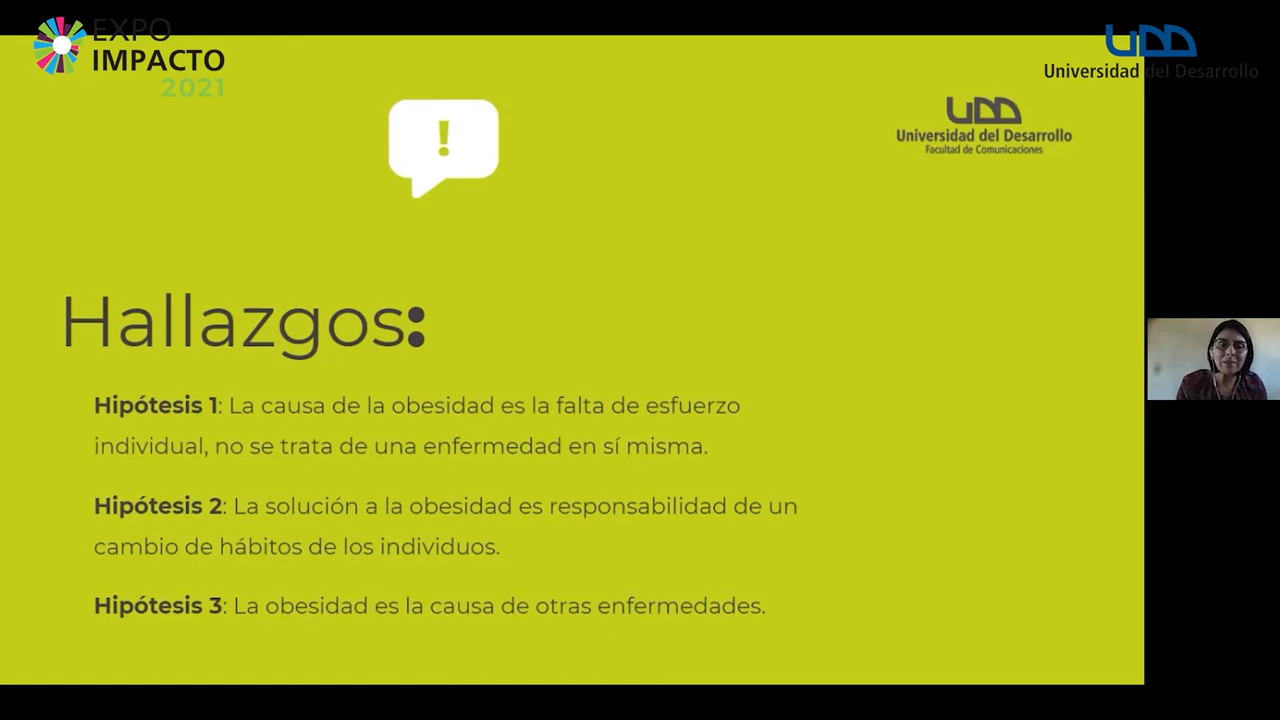 EXPO
IMPACTO
2021
UDD
Universidad del Desarrollo
!
UDD
Universidad del Desarrollo
Facultad de Comunicaciones
Hallazgos:
Hipótesis 1: La causa de la obesidad es la falta de esfuerzo
individual, no se trata de una enfermedad en sí misma.
Hipótesis 2: La solución a la obesidad es responsabilidad de un
cambio de hábitos de los individuos.
Hipótesis 3: La obesidad es la causa de otras enfermedades.